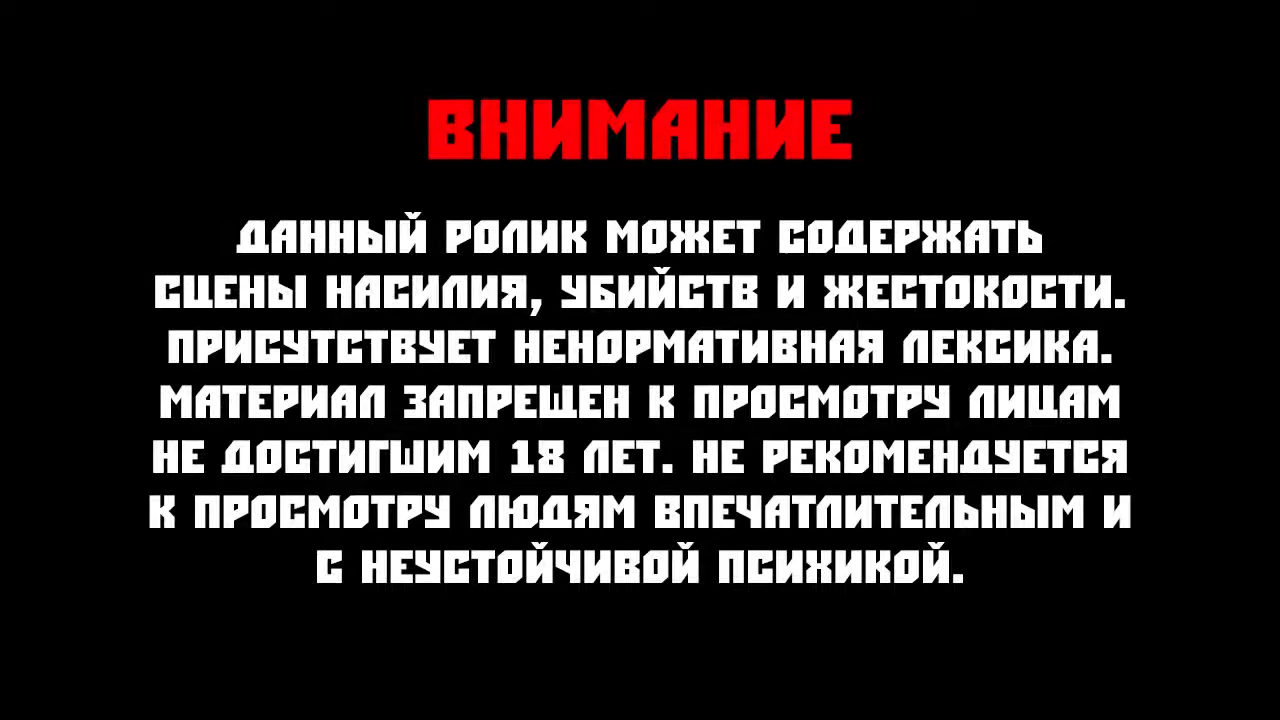 ВНИМАНИЕ
ДАННЫЙ РОЛИК МОЖЕТ СОДЕРЖАТЬ
СЦЕНЫ НАСИЛИЯ, УБИЙСТВ И ЖЕСТОКОСТИ.
ПРИСУТСТВУЕТ НЕНОРМАТИВНАЯ ЛЕКСИКА.
МАТЕРИАЛ ЗАПРЕЩЕН К ПРОСМОТРУ ЛИЦАМ
НЕ ДОСТИГШИМ 18 ЛЕТ. НЕ РЕКОМЕНДУЕТСЯ
К ПРОСМОТРУ ЛЮДЯМ ВПЕЧАТЛИТЕЛЬНЫМ И
С НЕУСТОЙЧИВОЙ ПСИХИКОЙ.